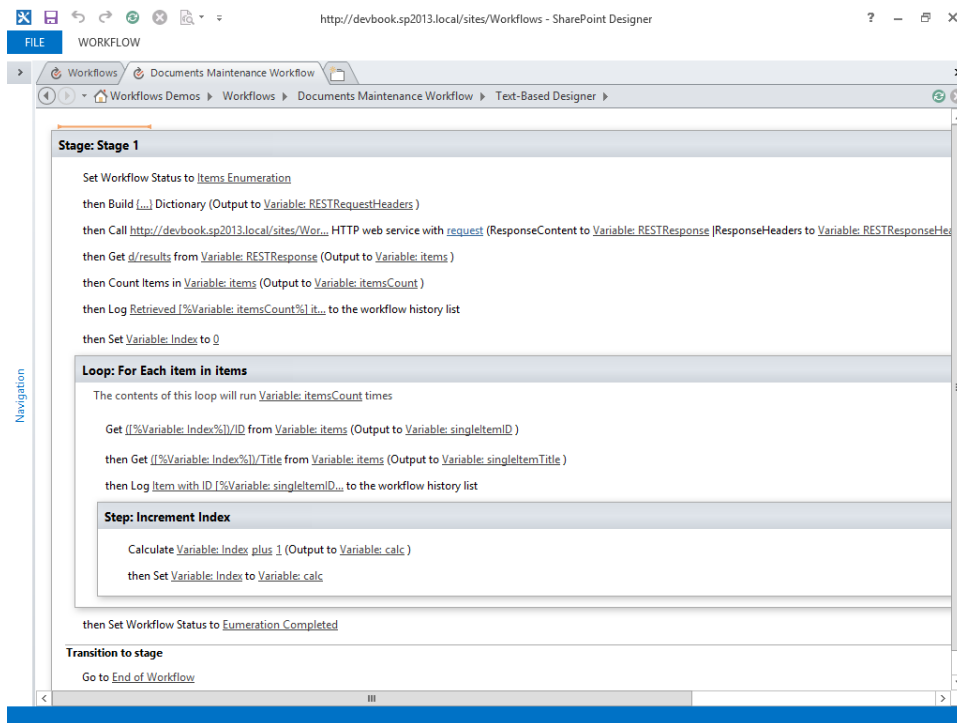 http://devbook.sp2013.local/sites/Workflows - SharePoint Designer
FILE WORKFLOW
Workflows Documents Maintenance Workflow
Workflows Demos Workflows Documents Maintenance Workflow Text-Based Designer
Stage: Stage 1
Set Workflow Status to Items Enumeration
then Build {...} Dictionary (Output to Variable: RESTRequestHeaders )
then Call http://devbook.sp2013.local/sites/Wor... HTTP web service with request (ResponseContent to Variable: RESTResponse |ResponseHeaders to Variable: RESTResponseHea
then Get d/results from Variable: RESTResponse (Output to Variable: items )
then Count Items in Variable: items (Output to Variable: itemsCount )
then Log Retrieved [%Variable: itemsCount%] it... to the workflow history list
then Set Variable: Index to 0
Loop: For Each item in items
The contents of this loop will run Variable: itemsCount times
Get ([%Variable: Index%])/ID from Variable: items (Output to Variable: singleItemID )
then Get ([%Variable: Index%])/Title from Variable: items (Output to Variable: singleItemTitle )
then Log Item with ID [%Variable: singleItemID... to the workflow history list
Step: Increment Index
Calculate Variable: Index plus 1 (Output to Variable: calc )
then Set Variable: Index to Variable: calc
then Set Workflow Status to Eumeration Completed
Transition to stage
Go to End of Workflow
Navigation